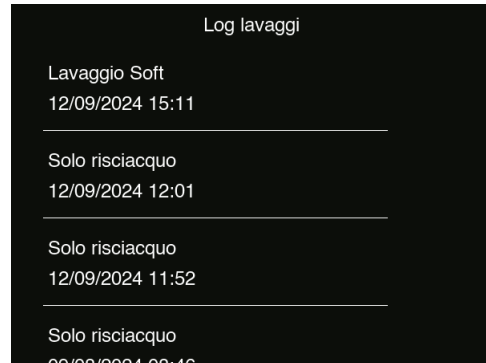 Log lavaggi
Lavaggio Soft
12/09/2024 15:11
Solo risciacquo
12/09/2024 12:01
Solo risciacquo
12/09/2024 11:52
Solo risciacquo